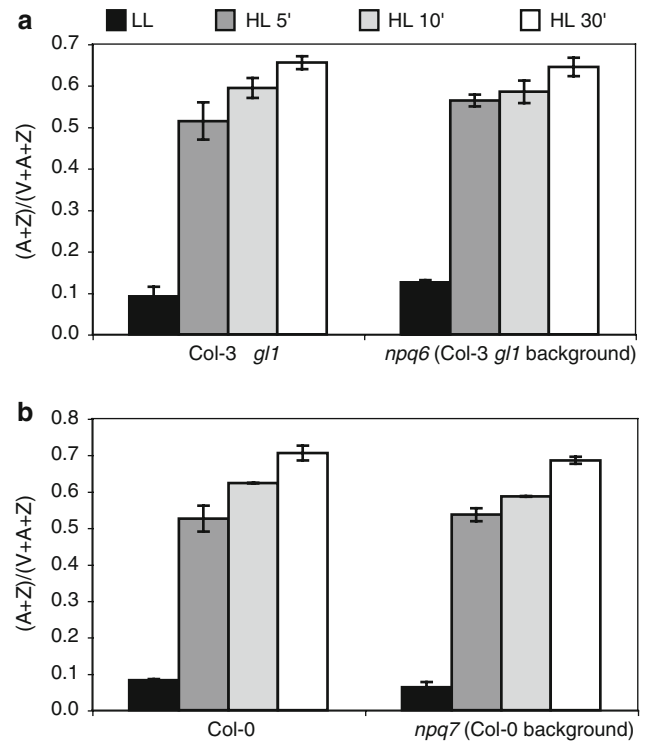 a
LL HL 5' HL 10' HL 30'
0.7
0.6
0.5
0.4
0.3
0.2
0.1
0.0
(A+Z)/(V+A+Z)
Col-3 gl1 npq6 (Col-3 gl1 background)
b
0.8
0.7
0.6
0.5
0.4
0.3
0.2
0.1
0.0
(A+Z)/(V+A+Z)
Col-0 npq7 (Col-0 background)